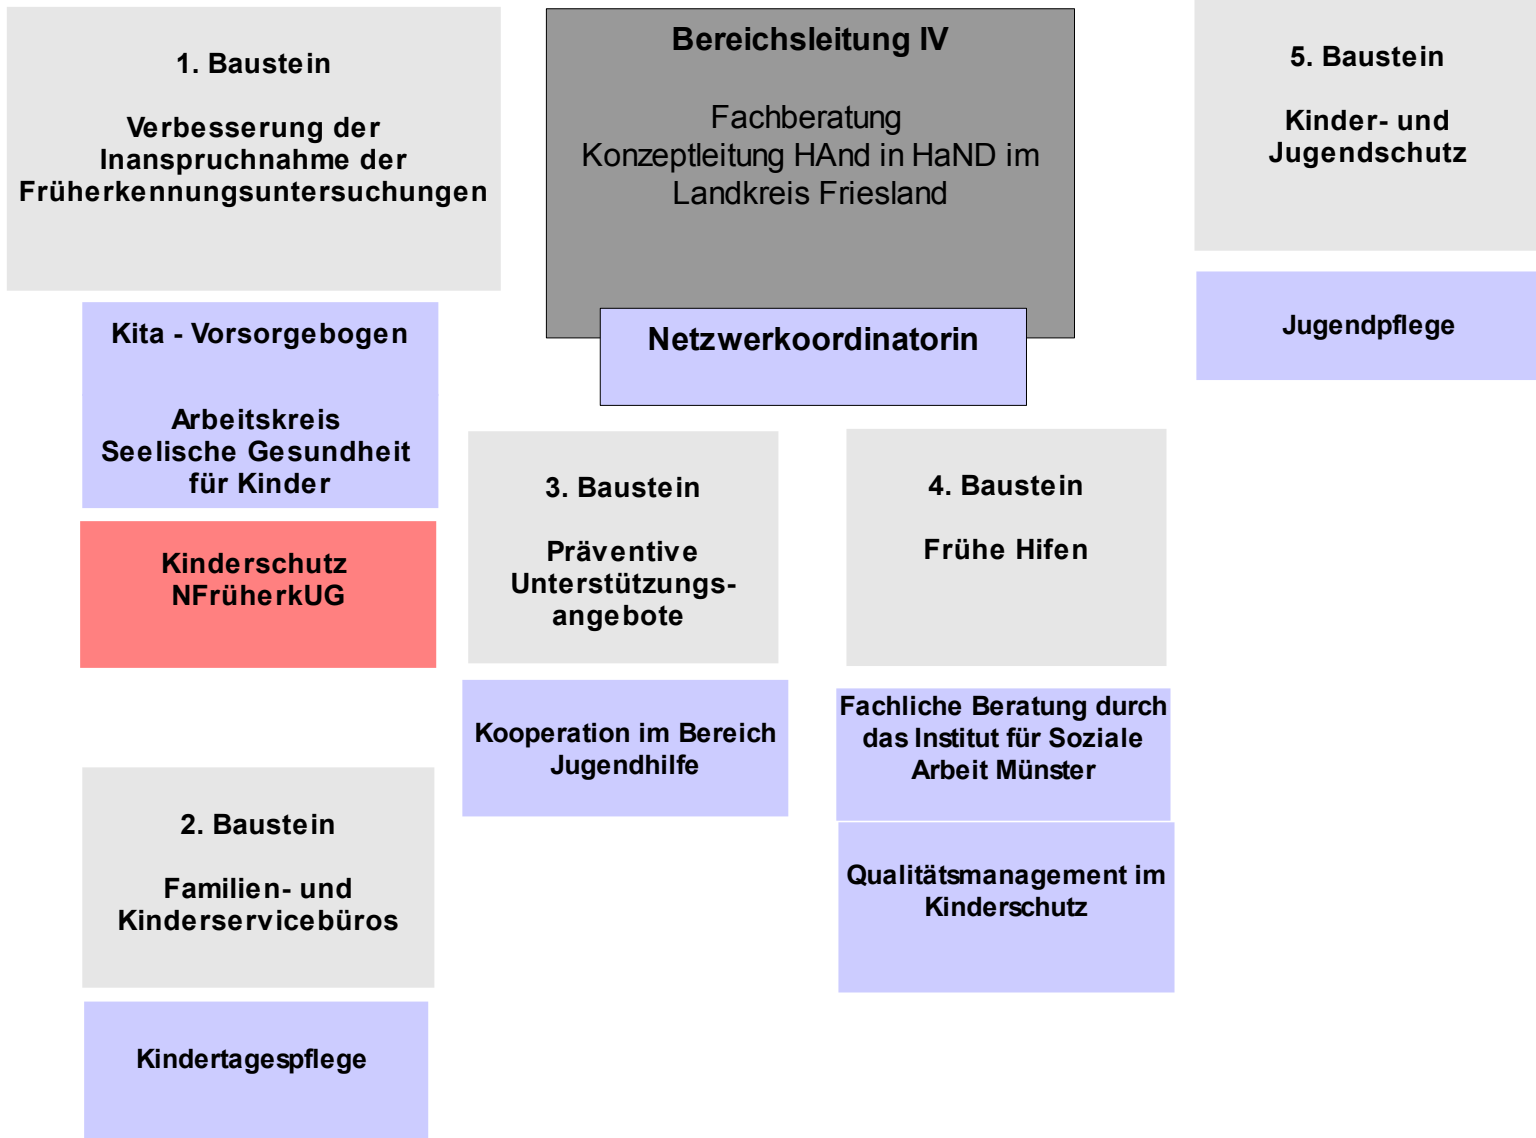 1. Baustein
Verbesserung der
Inanspruchnahme der
Früherkennungsuntersuchungen
Kita - Vorsorgebogen
Arbeitskreis
Seelische Gesundheit
für Kinder
Kinderschutz
NFrüherkUG
2. Baustein
Familien- und
Kinderservicebüros
Kindertagespflege
Bereichsleitung IV
Fachberatung
Konzeptleitung HAnd in HaND im
Landkreis Friesland
Netzwerkoordinatorin
3. Baustein
Präventive
Unterstützungs-
angebote
Kooperation im Bereich
Jugendhilfe
4. Baustein
Frühe Hifen
Fachliche Beratung durch
das Institut für Soziale
Arbeit Münster
Qualitätsmanagement im
Kinderschutz
5. Baustein
Kinder- und
Jugendschutz
Jugendpflege